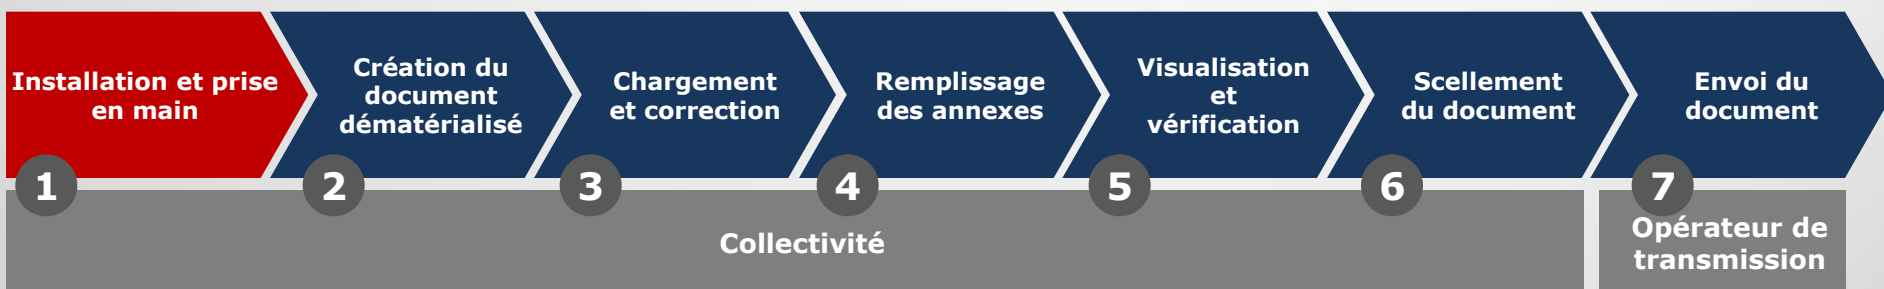 Installation et prise
en main
Création du
document
dématérialisé
Chargement
et correction
Remplissage
des annexes
Visualisation
et
vérification
Scellement
du document
Envoi du
document
1
2
3
4
5
6
7
Collectivité
Opérateur de
transmission